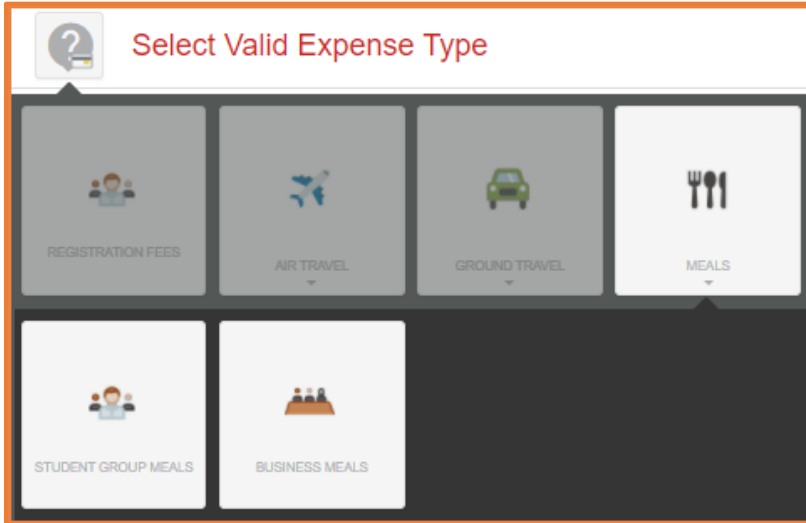 Select Valid Expense Type
REGISTRATION FEES
AIR TRAVEL
GROUND TRAVEL
MEALS
STUDENT GROUP MEALS
BUSINESS MEALS